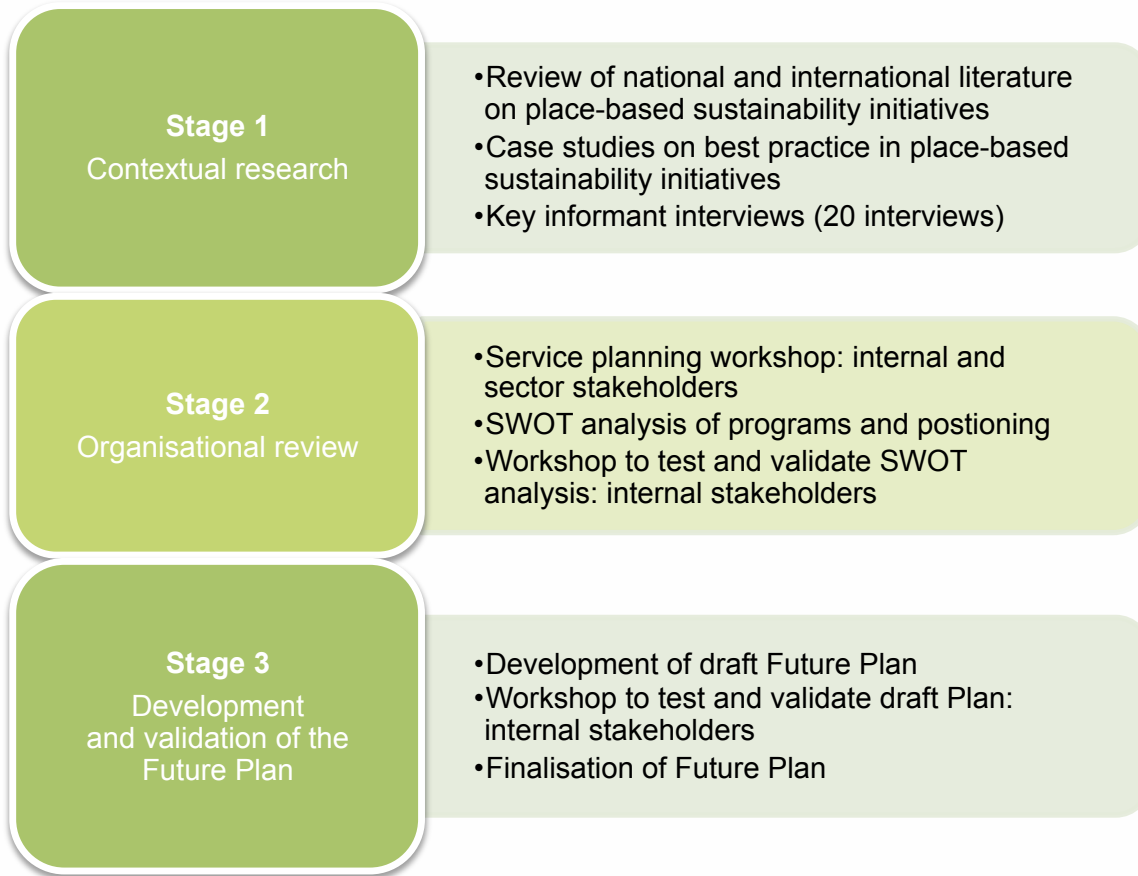 Stage 1
Contextual research
•Review of national and international literature
on place-based sustainability initiatives
•Case studies on best practice in place-based
sustainability initiatives
•Key informant interviews (20 interviews)
Stage 2
Organisational review
•Service planning workshop: internal and
sector stakeholders
•SWOT analysis of programs and postioning
•Workshop to test and validate SWOT
analysis: internal stakeholders
Stage 3
Development
and validation of the
Future Plan
•Development of draft Future Plan
•Workshop to test and validate draft Plan:
internal stakeholders
•Finalisation of Future Plan